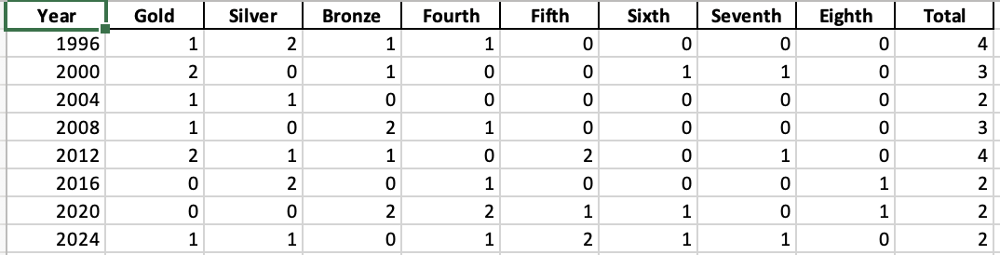 Year Gold Silver Bronze Fourth Fifth Sixth Seventh Eighth Total
1996 1 2 1 1 0 0 0 0 4
2000 2 0 1 0 0 1 1 0 3
2004 1 1 0 0 0 0 0 0 2
2008 1 0 2 1 0 0 0 0 3
2012 2 1 1 0 2 0 1 0 4
2016 0 2 0 1 0 0 0 1 2
2020 0 0 2 2 1 1 0 1 2
2024 1 1 0 1 2 1 1 0 2